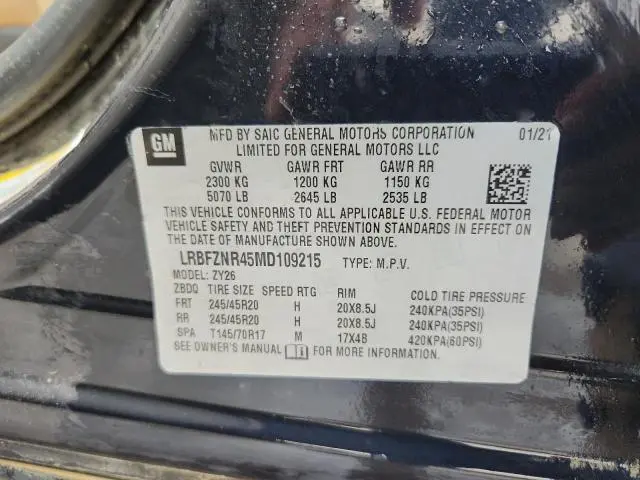 GM
MFD BY SAIC GENERAL MOTORS CORPORATION 01/21
LIMITED FOR GENERAL MOTORS LLC
GVWR GAWR FRT GAWR RR
2300 KG 1200 KG 1150 KG
5070 LB 2645 LB 2535 LB
THIS VEHICLE CONFORMS TO ALL APPLICABLE U.S. FEDERAL MOTOR
VEHICLE SAFETY AND THEFT PREVENTION STANDARDS IN EFFECT ON
THE DATE OF MANUFACTURE SHOWN ABOVE.
LRBFZNR45MD109215 TYPE: M.P.V.
MODEL: ZY26
ZBDQ TIRE SIZE SPEED RTG RIM COLD TIRE PRESSURE
FRT 245/45R20 H 20X8.5J 240KPA(35PSI)
RR 245/45R20 H 20X8.5J 240KPA(35PSI)
SPA T145/70R17 M 17X4B 420KPA(60PSI)
SEE OWNER'S MANUAL FOR MORE INFORMATION.